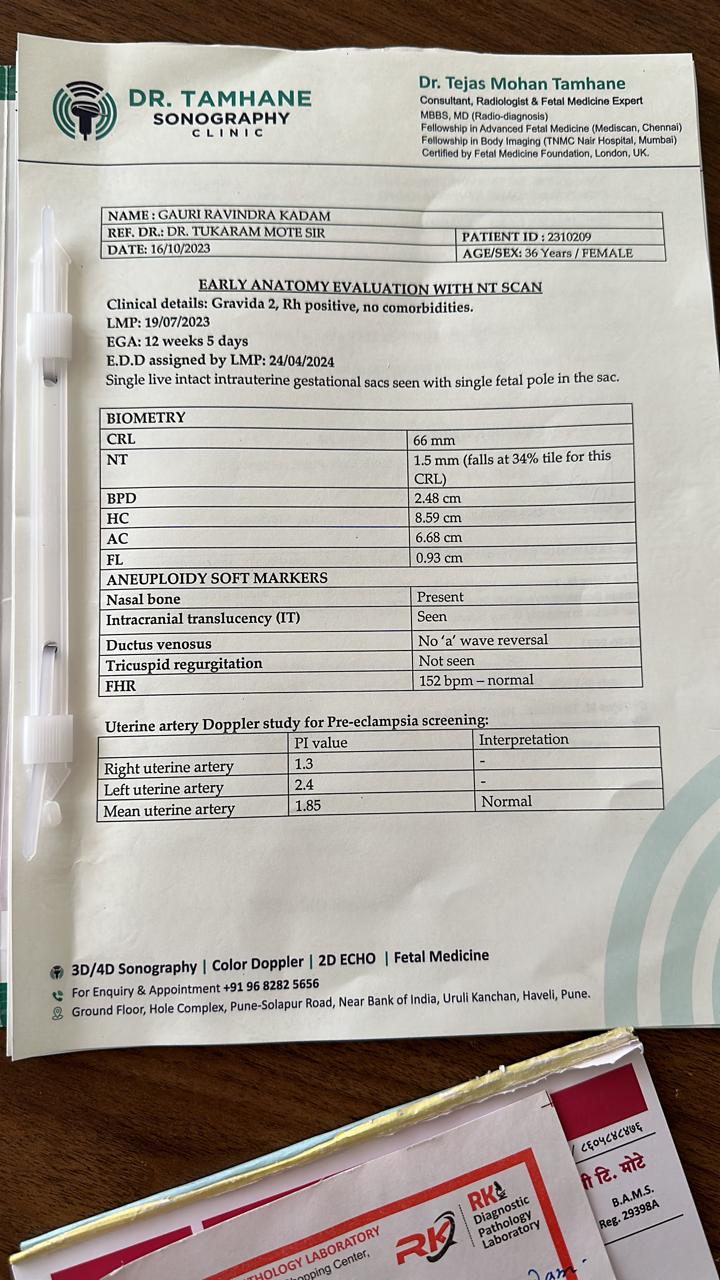 DR. TAMHANE
SONOGRAPHY
CLINIC
Dr. Tejas Mohan Tamhane
Consultant, Radiologist & Fetal Medicine Expert
MBBS, MD (Radio-diagnosis)
Fellowship in Advanced Fetal Medicine (Mediscan, Chennai)
Fellowship in Body Imaging (TNMC Nair Hospital, Mumbai)
Certified by Fetal Medicine Foundation, London, UK.
NAME : GAURI RAVINDRA KADAM
REF. DR.: DR. TUKARAM MOTE SIR PATIENT ID : 2310209
DATE: 16/10/2023 AGE/SEX: 36 Years / FEMALE
EARLY ANATOMY EVALUATION WITH NT SCAN
Clinical details: Gravida 2, Rh positive, no comorbidities.
LMP: 19/07/2023
EGA: 12 weeks 5 days
E.D.D assigned by LMP: 24/04/2024
Single live intact intrauterine gestational sacs seen with single fetal pole in the sac.
BIOMETRY
CRL 66 mm
NT 1.5 mm (falls at 34% tile for this
CRL)
BPD 2.48 cm
HC 8.59 cm
AC 6.68 cm
FL 0.93 cm
ANEUPLOIDY SOFT MARKERS
Nasal bone Present
Intracranial translucency (IT) Seen
Ductus venosus No 'a' wave reversal
Tricuspid regurgitation Not seen
FHR 152 bpm – normal
Uterine artery Doppler study for Pre-eclampsia screening:
PI value Interpretation
Right uterine artery 1.3 -
Left uterine artery 2.4 -
Mean uterine artery 1.85 Normal
3D/4D Sonography | Color Doppler | 2D ECHO | Fetal Medicine
For Enquiry & Appointment +91 96 8282 5656
Ground Floor, Hole Complex, Pune-Solapur Road, Near Bank of India, Uruli Kanchan, Haveli, Pune.
/ ८६०५४८४४७६
टि. मोटे
B.A.M.S.
Reg. 29398A
RK
Diagnostic
Pathology
Laboratory
RK
THOLOGY LABORATORY
hopping Center,